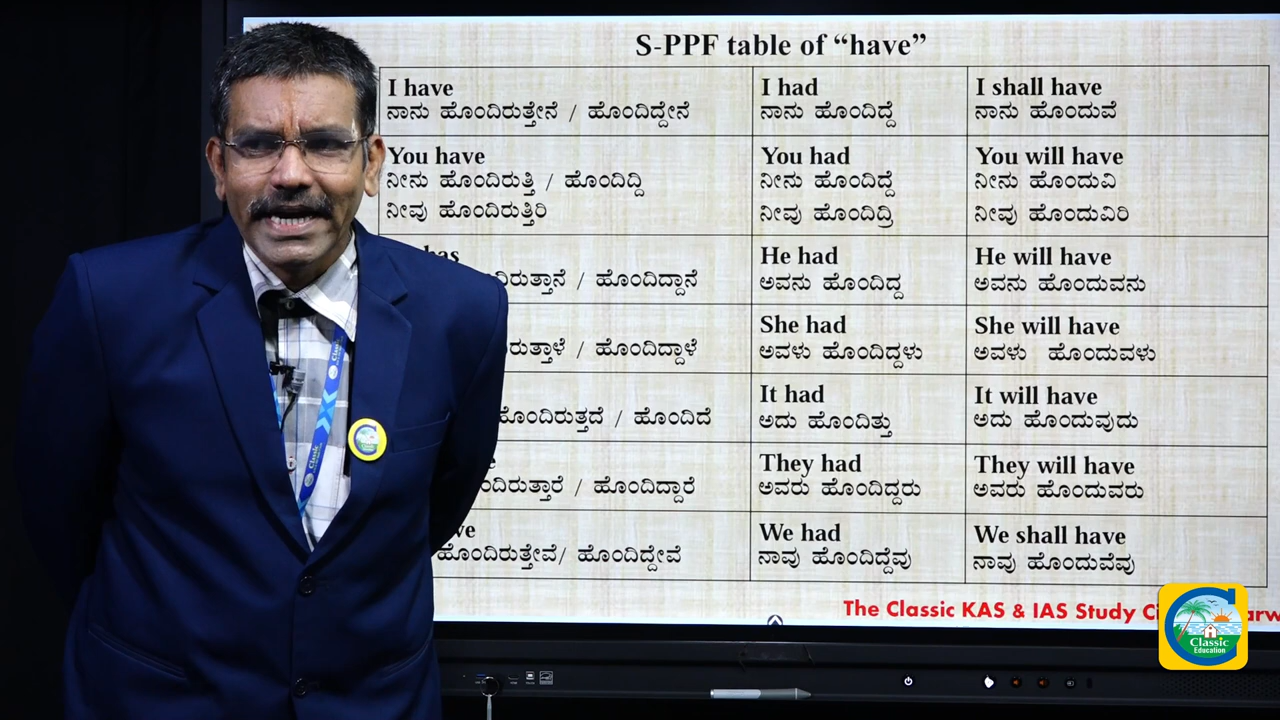 S-PPF table of “have”
I have
ನಾನು ಹೊಂದಿರುತ್ತೇನೆ / ಹೊಂದಿದ್ದೇನೆ
I had
ನಾನು ಹೊಂದಿದ್ದೆ
I shall have
ನಾನು ಹೊಂದುವೆ
You have
ನೀನು ಹೊಂದಿರುತ್ತಿ / ಹೊಂದಿದ್ದಿ
ನೀವು ಹೊಂದಿರುತ್ತಿರಿ
You had
ನೀನು ಹೊಂದಿದ್ದೆ
ನೀವು ಹೊಂದಿದ್ರಿ
You will have
ನೀನು ಹೊಂದುವಿ
ನೀವು ಹೊಂದುವಿರಿ
has
/ ಹೊಂದಿದ್ದಾನೆ
He had
ಅವನು ಹೊಂದಿದ್ದ
He will have
ಅವನು ಹೊಂದುವನು
/ ಹೊಂದಿದ್ದಾಳೆ
She had
ಅವಳು ಹೊಂದಿದ್ದಳು
She will have
ಅವಳು ಹೊಂದುವಳು
ಹೊಂದಿರುತ್ತದೆ / ಹೊಂದಿದೆ
It had
ಅದು ಹೊಂದಿತ್ತು
It will have
ಅದು ಹೊಂದುವುದು
/ ಹೊಂದಿದ್ದಾರೆ
They had
ಅವರು ಹೊಂದಿದ್ದರು
They will have
ಅವರು ಹೊಂದುವರು
ಹೊಂದಿರುತ್ತೇವೆ/ ಹೊಂದಿದ್ದೇವೆ
We had
ನಾವು ಹೊಂದಿದ್ದೆವು
We shall have
ನಾವು ಹೊಂದುವೆವು
The Classic KAS & IAS Study
Classic
Education
Classic